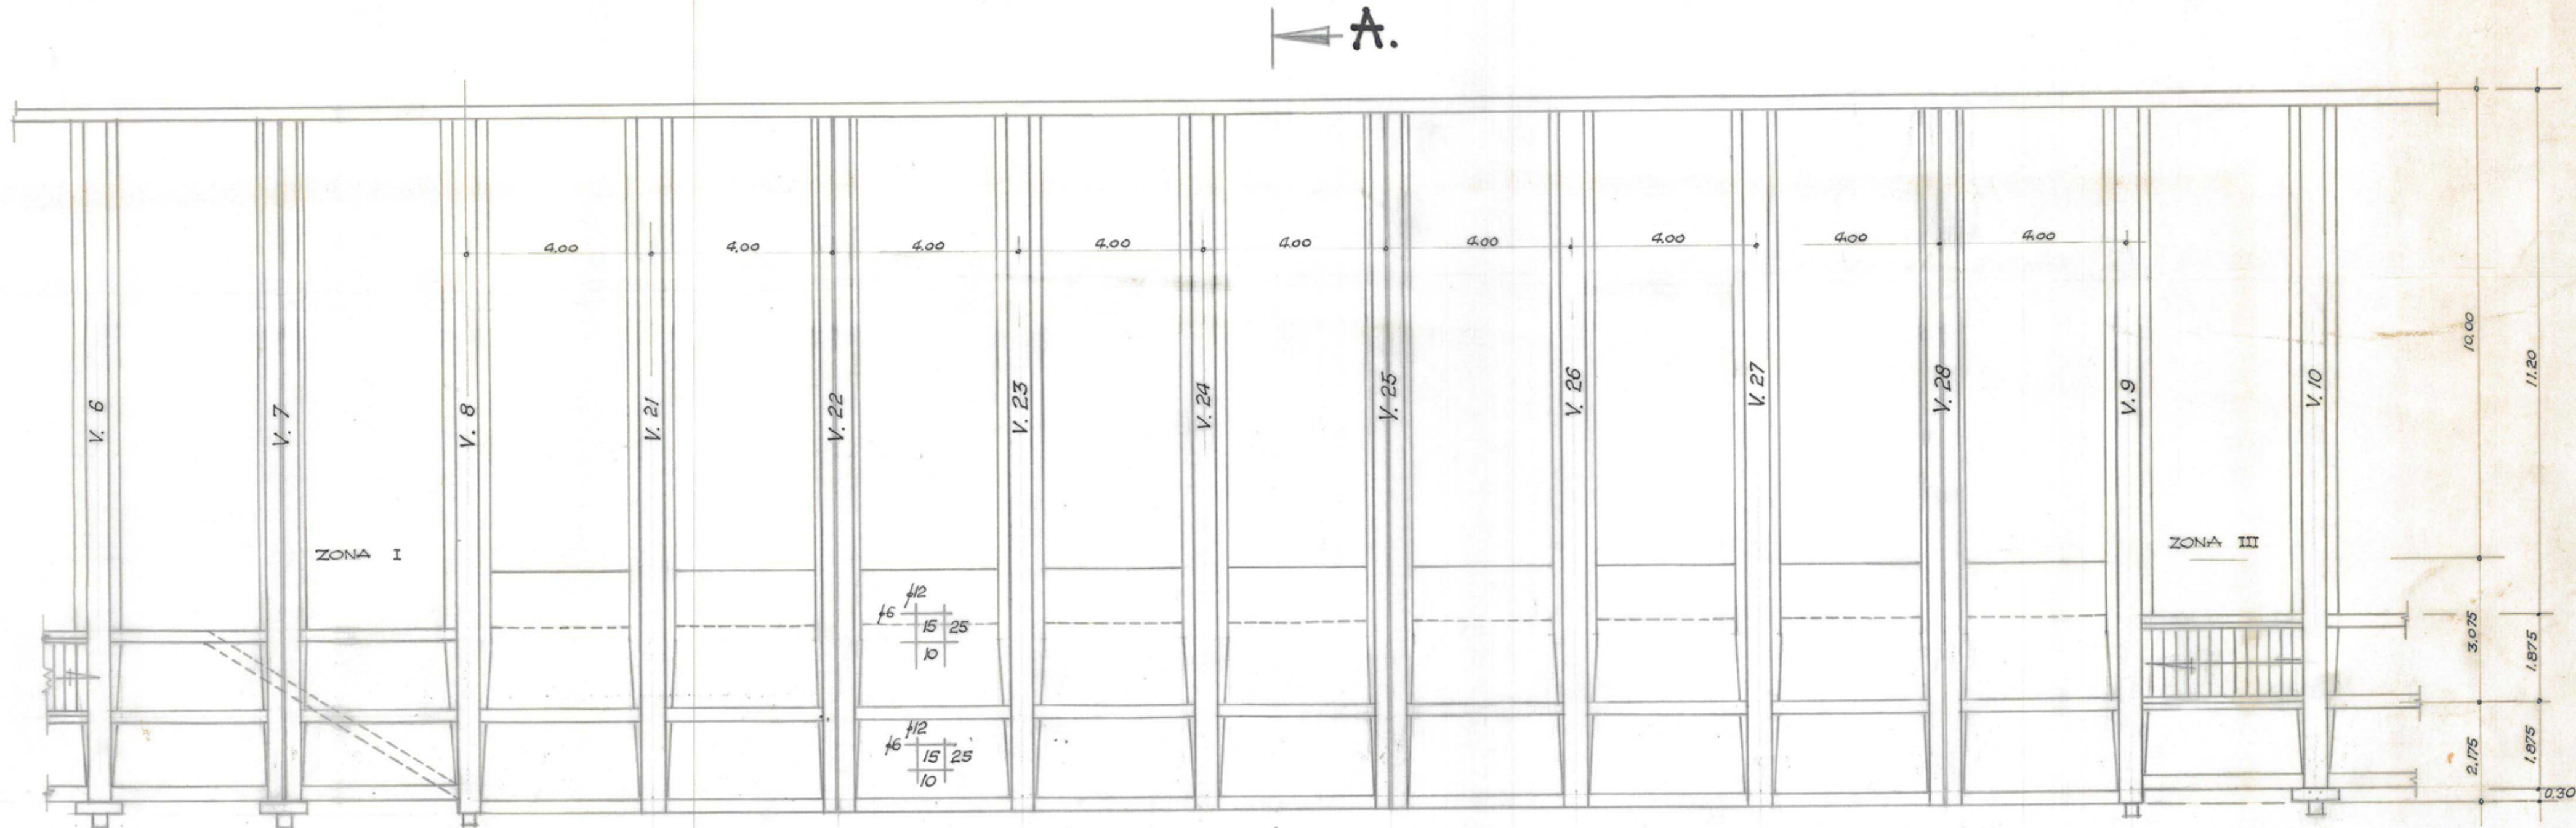 A.
4.00 4.00 4.00 4.00 4.00 4.00 4.00 4.00 4.00
10.00
11.20
V. 6 V. 7 V. 8 V. 21 V. 22 V. 23 V. 24 V. 25 V. 26 V. 27 V. 28 V. 9 V. 10
ZONA I
ZONA III
ϕ12
ϕ6
15 25
10
3.075
1.875
ϕ12
ϕ6
15 25
10
2.175
1.875
0.30